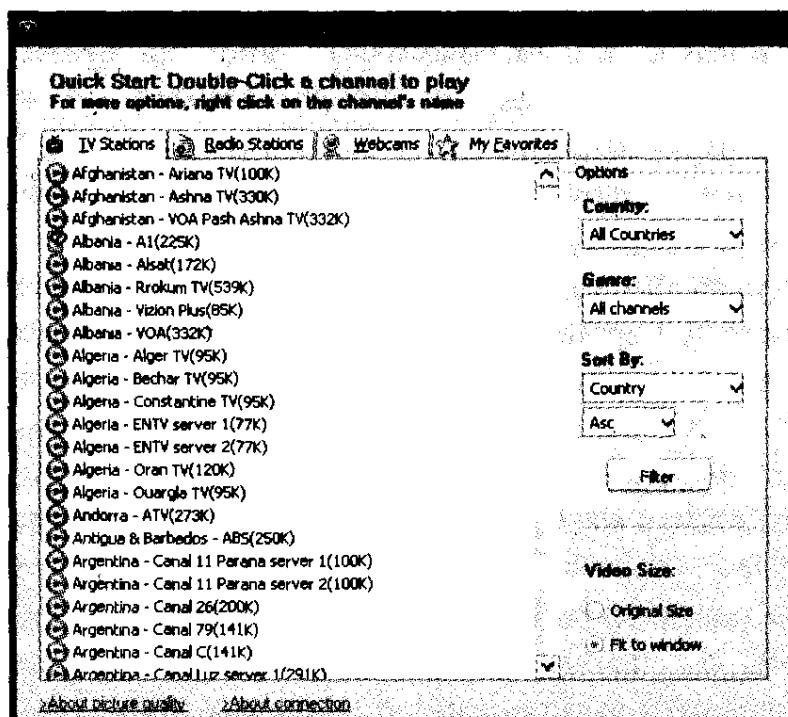 Quick Start: Double-Click a channel to play
For more options, right click on the channel's name
TV Stations
Radio Stations
Webcams
My Favorites
Afghanistan - Ariana TV(100K)
Afghanistan - Ashna TV(330K)
Afghanistan - VOA Pash Ashna TV(332K)
Albania - A1(225K)
Albania - Alsat(172K)
Albania - Rrokum TV(539K)
Albania - Vizion Plus(85K)
Albania - VOA(332K)
Algeria - Alger TV(95K)
Algeria - Bechar TV(95K)
Algeria - Constantine TV(95K)
Algeria - ENTV server 1(77K)
Algeria - ENTV server 2(77K)
Algeria - Oran TV(120K)
Algeria - Ouargla TV(95K)
Andorra - ATV(273K)
Antigua & Barbados - ABS(250K)
Argentina - Canal 11 Parana server 1(100K)
Argentina - Canal 11 Parana server 2(100K)
Argentina - Canal 26(200K)
Argentina - Canal 79(141K)
Argentina - Canal C(141K)
Argentina - Canal Luz server 1(291K)
Options
Country:
All Countries
Genre:
All channels
Sort By:
Country
Asc
Filter
Video Size:
Original Size
Fit to window
>About picture quality
>About connection